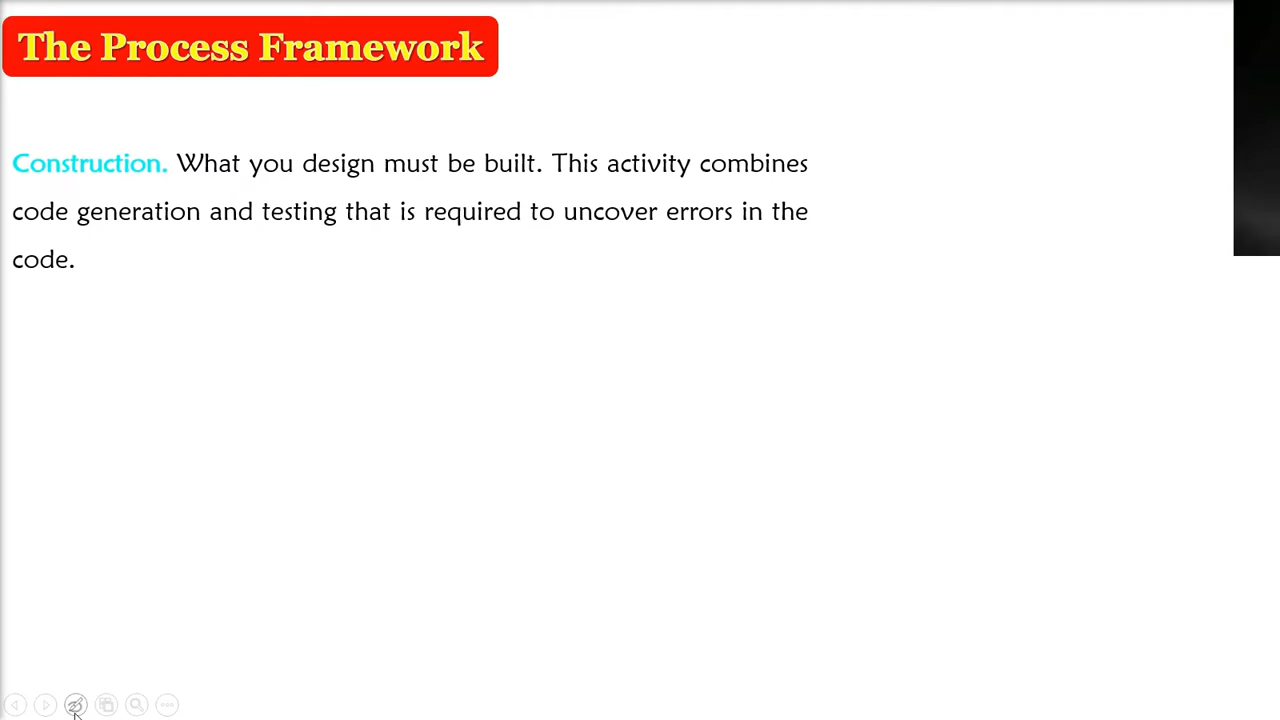 The Process Framework
Construction. What you design must be built. This activity combines
code generation and testing that is required to uncover errors in the
code.